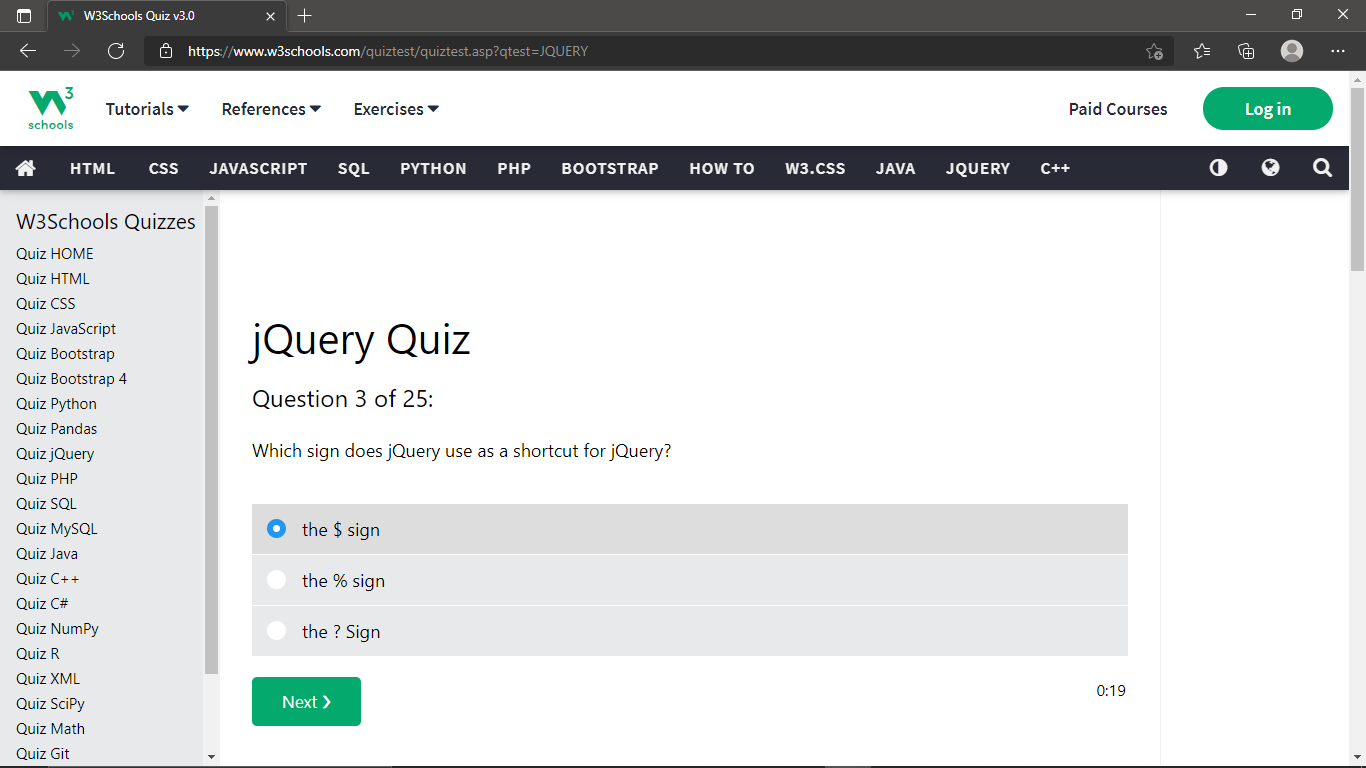 W3Schools Quiz v3.0
https://www.w3schools.com/quiztest/quiztest.asp?qtest=JQUERY
W3 schools
Tutorials
References
Exercises
Paid Courses
Log in
HTML
CSS
JAVASCRIPT
SQL
PYTHON
PHP
BOOTSTRAP
HOW TO
W3.CSS
JAVA
JQUERY
C++
W3Schools Quizzes
Quiz HOME
Quiz HTML
Quiz CSS
Quiz JavaScript
Quiz Bootstrap
Quiz Bootstrap 4
Quiz Python
Quiz Pandas
Quiz jQuery
Quiz PHP
Quiz SQL
Quiz MySQL
Quiz Java
Quiz C++
Quiz C#
Quiz NumPy
Quiz R
Quiz XML
Quiz SciPy
Quiz Math
Quiz Git
jQuery Quiz
Question 3 of 25:
Which sign does jQuery use as a shortcut for jQuery?
the $ sign
the % sign
the ? Sign
Next ❯
0:19